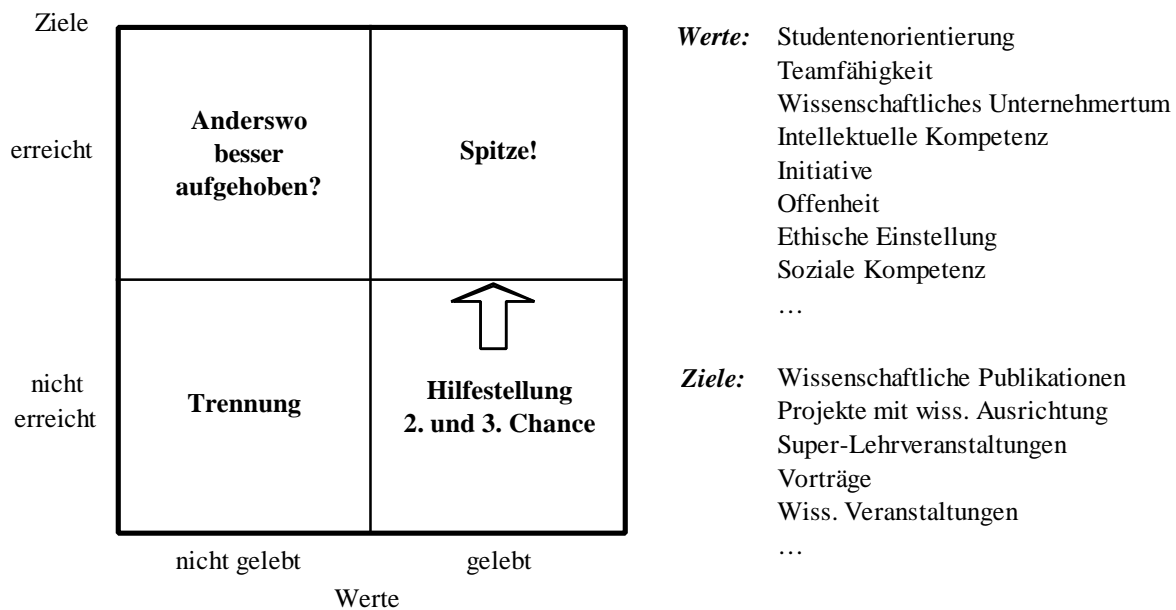 Ziele
erreicht
nicht
erreicht
Anderswo
besser
aufgehoben?
Spitze!
Trennung
Hilfestellung
2. und 3. Chance
nicht gelebt
gelebt
Werte
Werte: Studentenorientierung
Teamfähigkeit
Wissenschaftliches Unternehmertum
Intellektuelle Kompetenz
Initiative
Offenheit
Ethische Einstellung
Soziale Kompetenz
…
Ziele: Wissenschaftliche Publikationen
Projekte mit wiss. Ausrichtung
Super-Lehrveranstaltungen
Vorträge
Wiss. Veranstaltungen
…